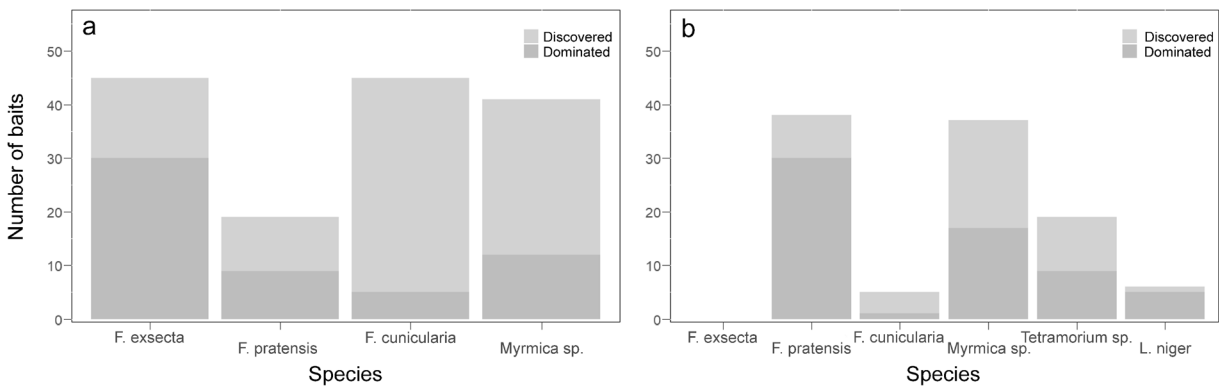 a
Discovered
Dominated
Number of baits
50
40
30
20
10
0
F. exsecta
F. pratensis
F. cunicularia
Myrmica sp.
Species
b
Discovered
Dominated
50
40
30
20
10
0
F. exsecta
F. pratensis
F. cunicularia
Myrmica sp.
Tetramorium sp.
L. niger
Species